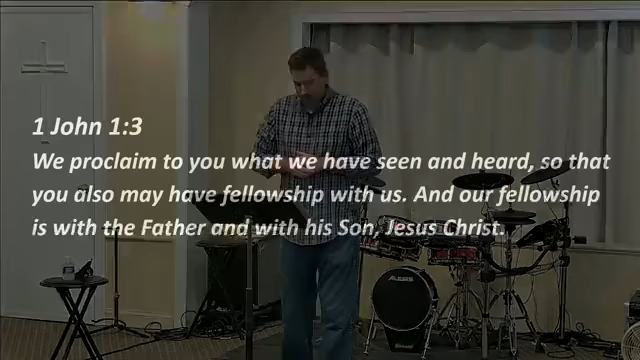 1 John 1:3
We proclaim to you what we have seen and heard, so that
you also may have fellowship with us. And our fellowship
is with the Father and with his Son, Jesus Christ.
ALESIS